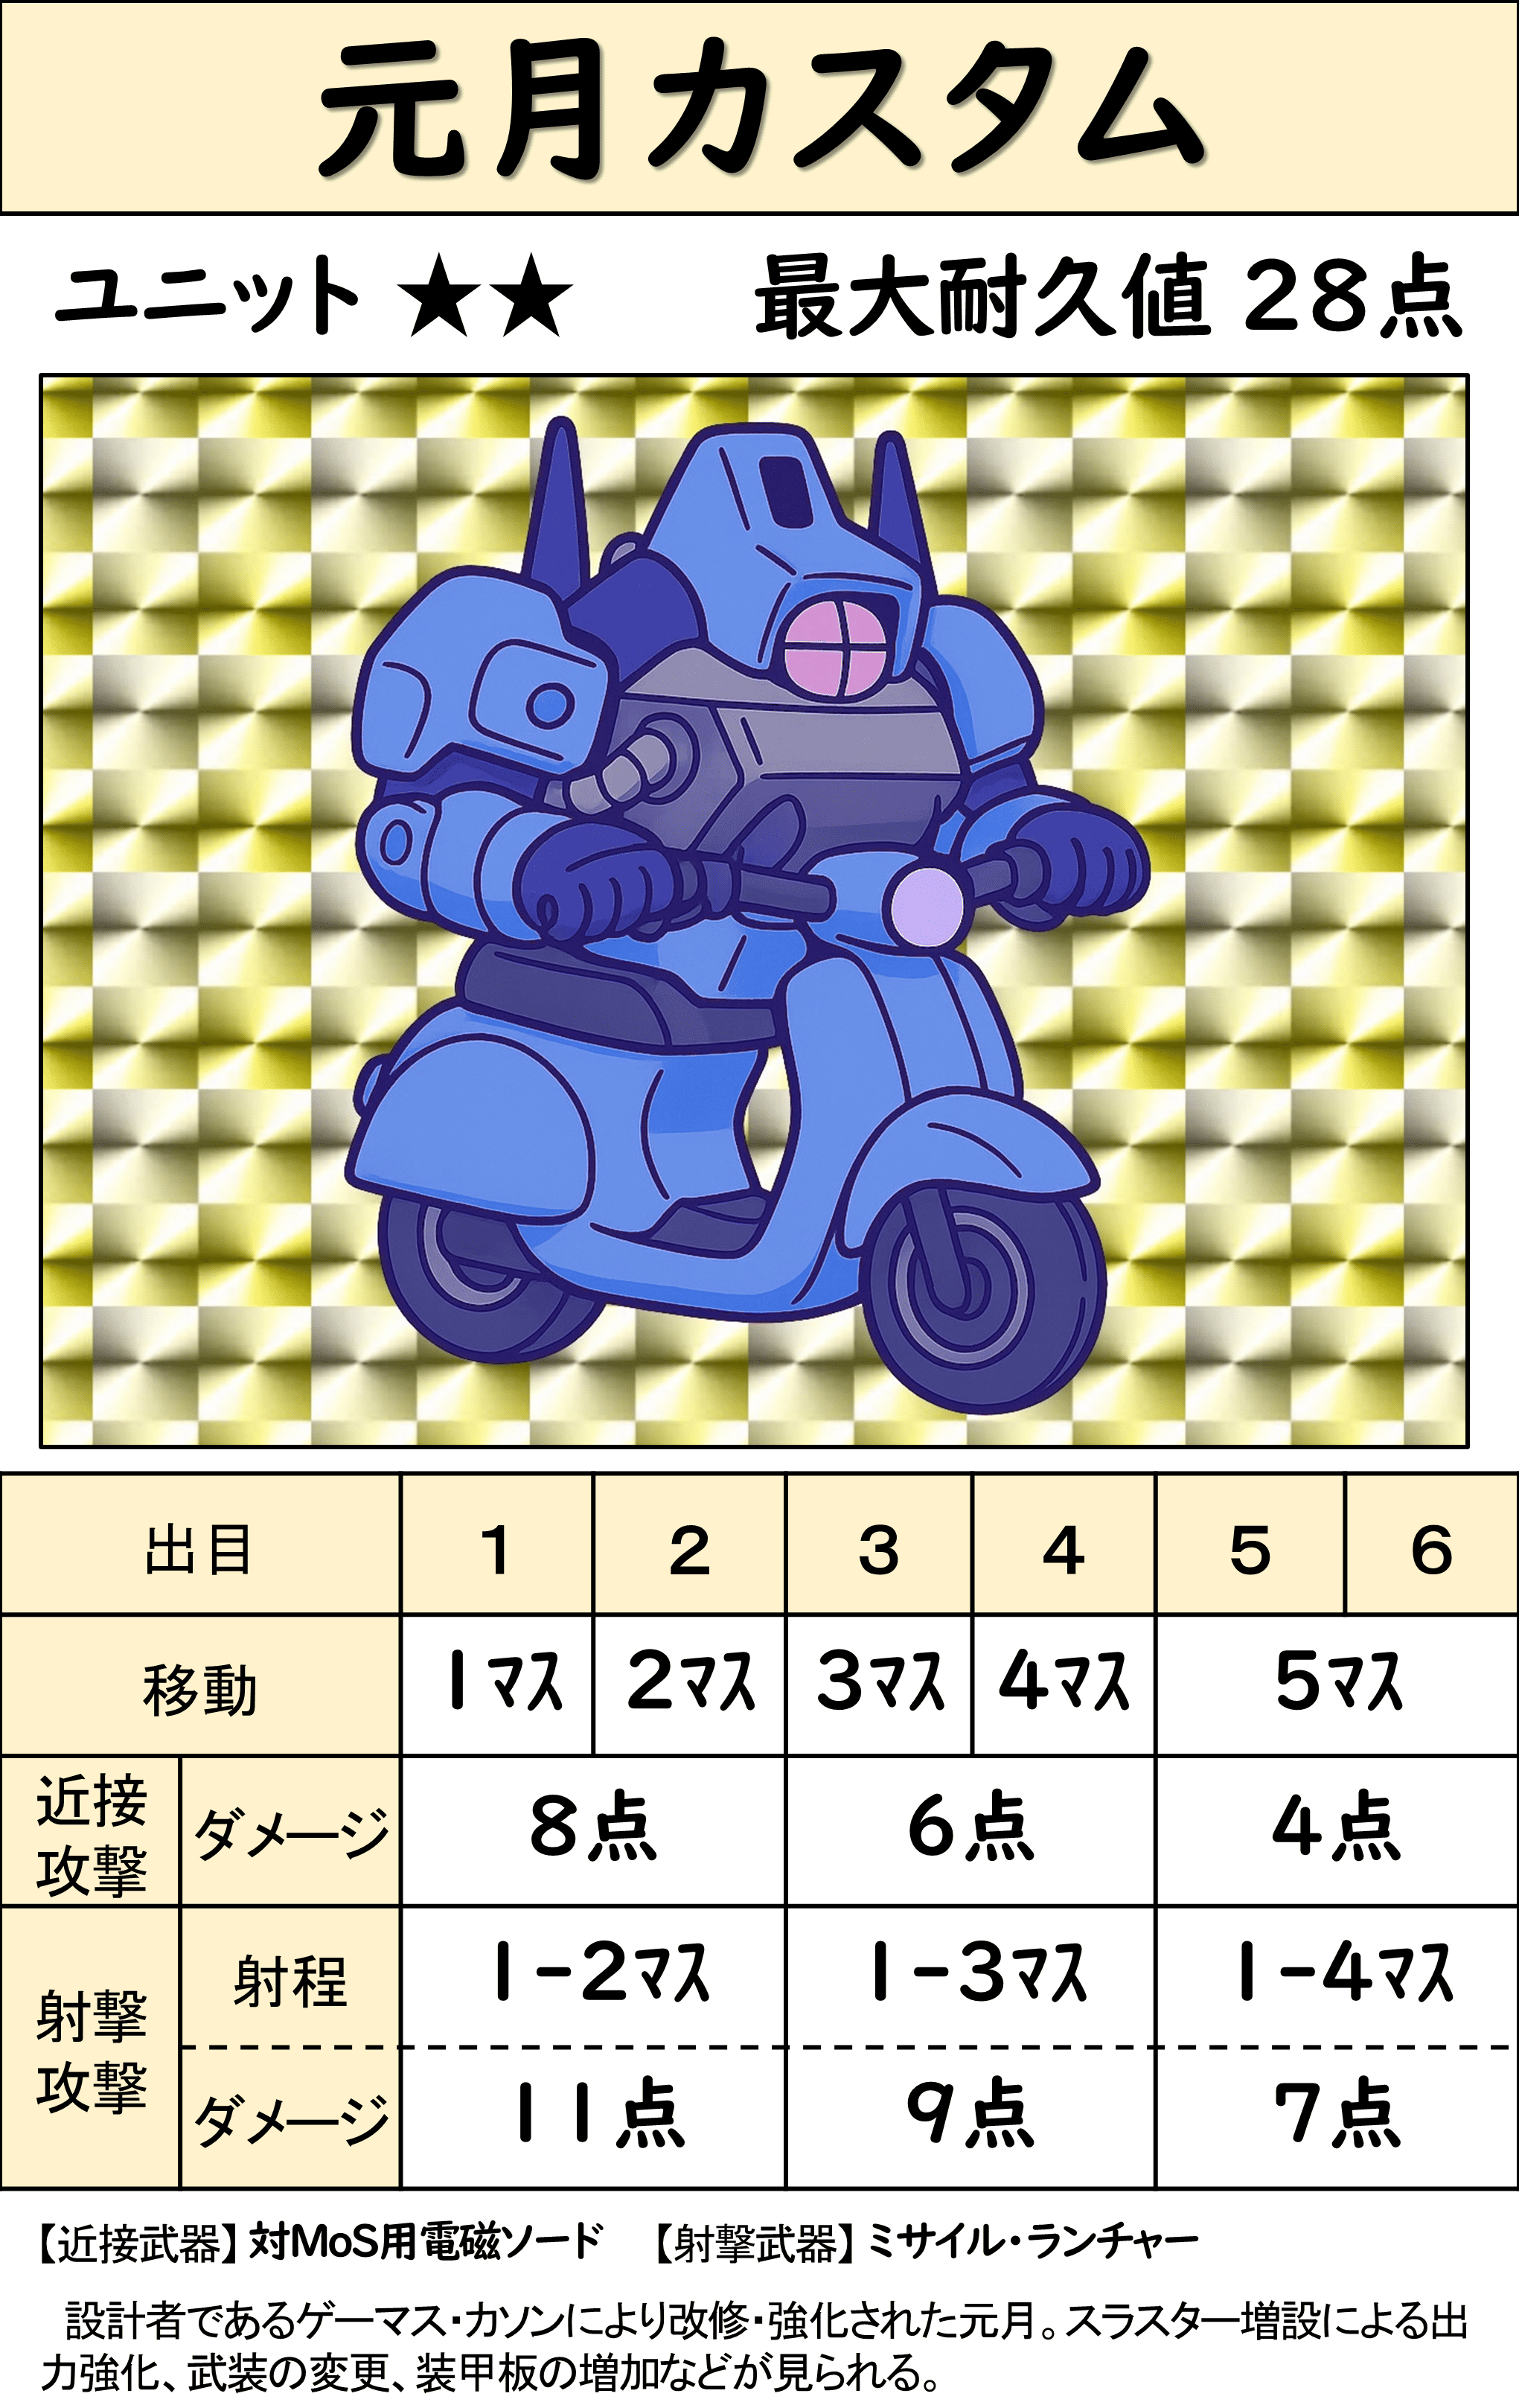 元月カスタム
ユニット ★★ 最大耐久値 28点
出目 1 2 3 4 5 6
移動 1マス 2マス 3マス 4マス 5マス
近接攻撃 ダメージ 8点 6点 4点
射撃攻撃 射程 1-2マス 1-3マス 1-4マス
ダメージ 11点 9点 7点
【近接武器】対MoS用電磁ソード 【射撃武器】ミサイル・ランチャー
設計者であるゲーマス・カソンにより改修・強化された元月。スラスター増設による出
力強化、武装の変更、装甲板の増加などが見られる。